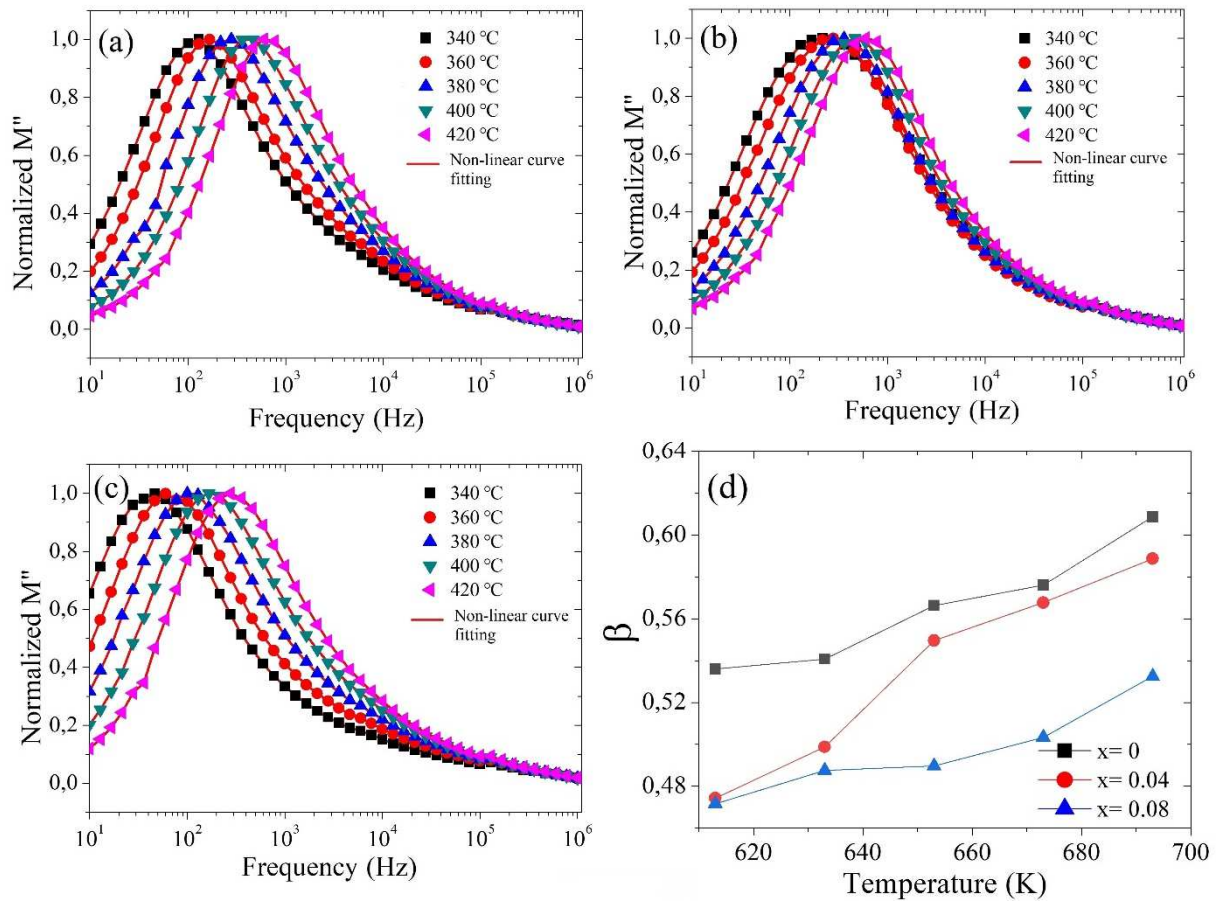 (a)
340 °C
360 °C
380 °C
400 °C
420 °C
Non-linear curve
fitting
1,0
0,8
0,6
0,4
0,2
0,0
Normalized M"
10¹ 10² 10³ 10⁴ 10⁵ 10⁶
Frequency (Hz)
(b)
340 °C
360 °C
380 °C
400 °C
420 °C
Non-linear curve
fitting
1,0
0,8
0,6
0,4
0,2
0,0
Normalized M"
10¹ 10² 10³ 10⁴ 10⁵ 10⁶
Frequency (Hz)
(c)
340 °C
360 °C
380 °C
400 °C
420 °C
Non-linear curve
fitting
1,0
0,8
0,6
0,4
0,2
0,0
Normalized M"
10¹ 10² 10³ 10⁴ 10⁵ 10⁶
Frequency (Hz)
(d)
0,64
0,60
0,56
0,52
0,48
β
x= 0
x= 0.04
x= 0.08
620 640 660 680 700
Temperature (K)